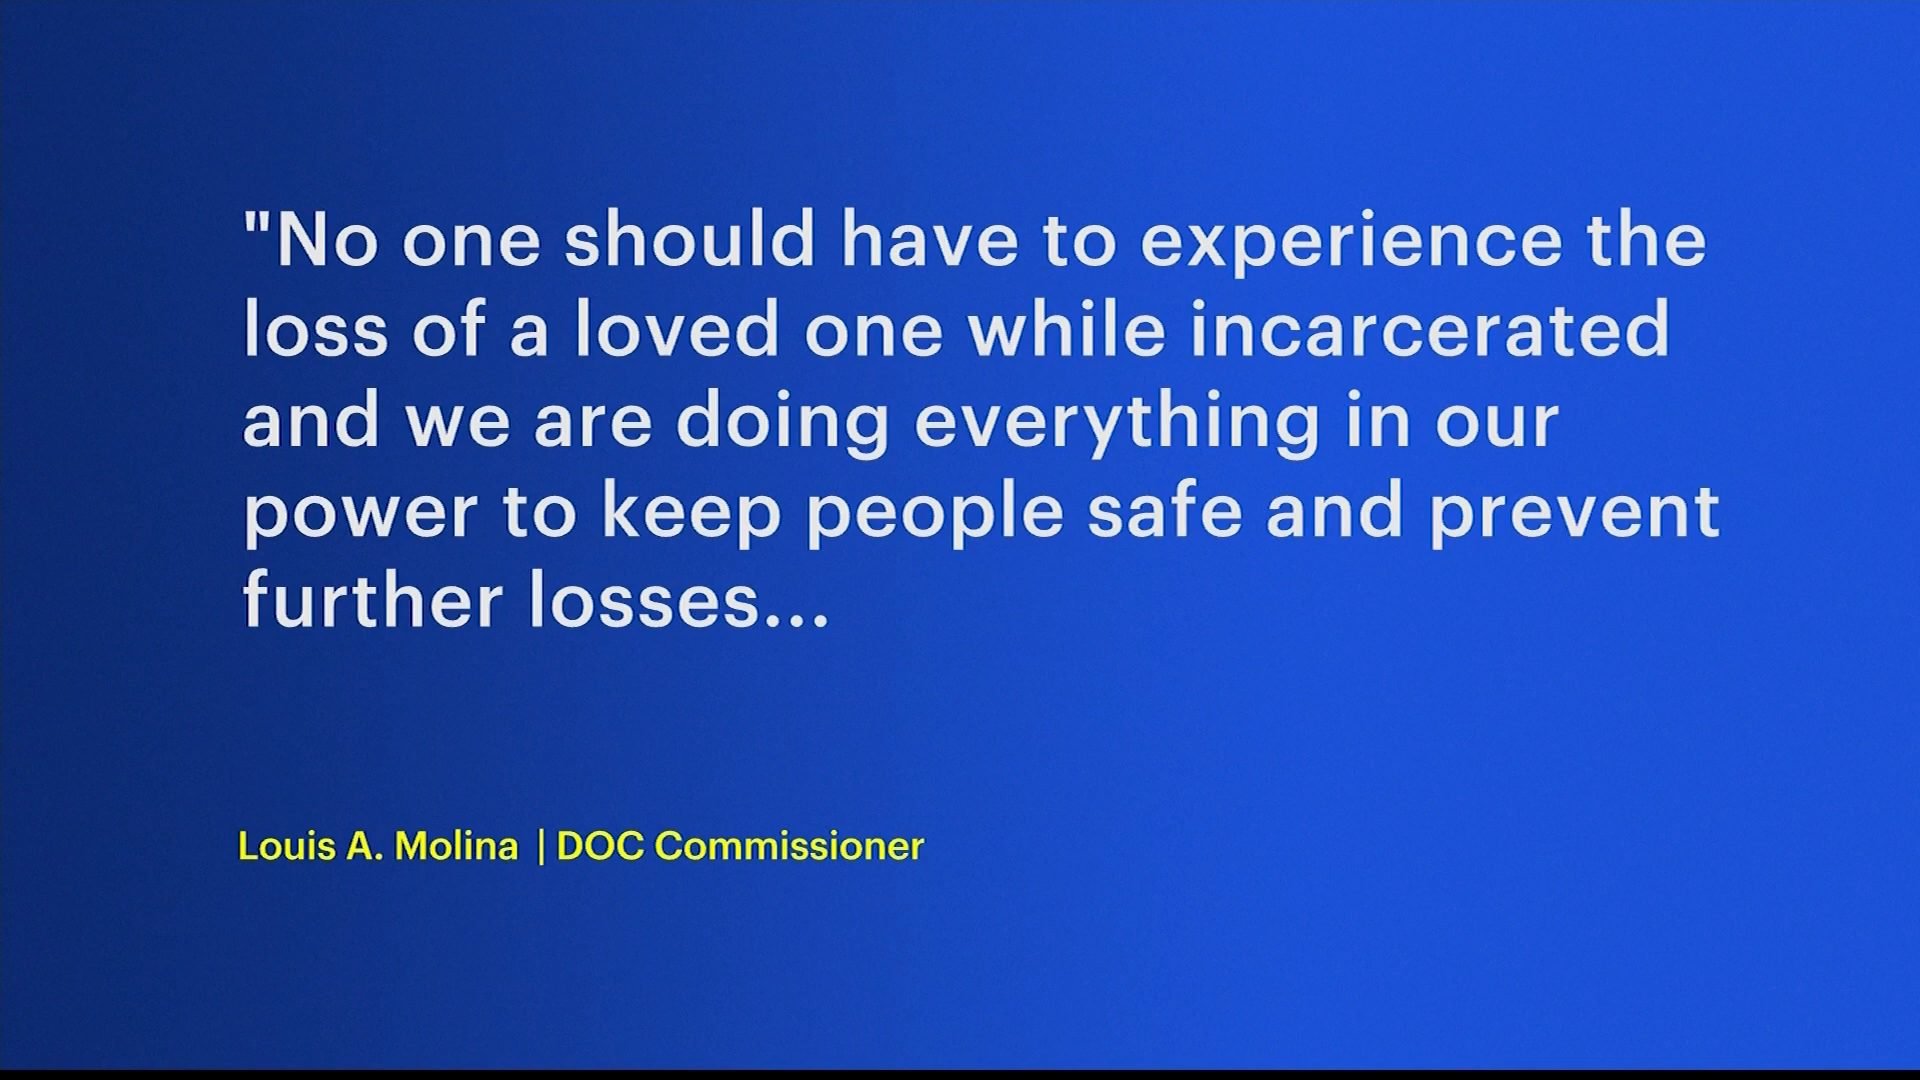 "No one should have to experience the
loss of a loved one while incarcerated
and we are doing everything in our
power to keep people safe and prevent
further losses...
Louis A. Molina | DOC Commissioner